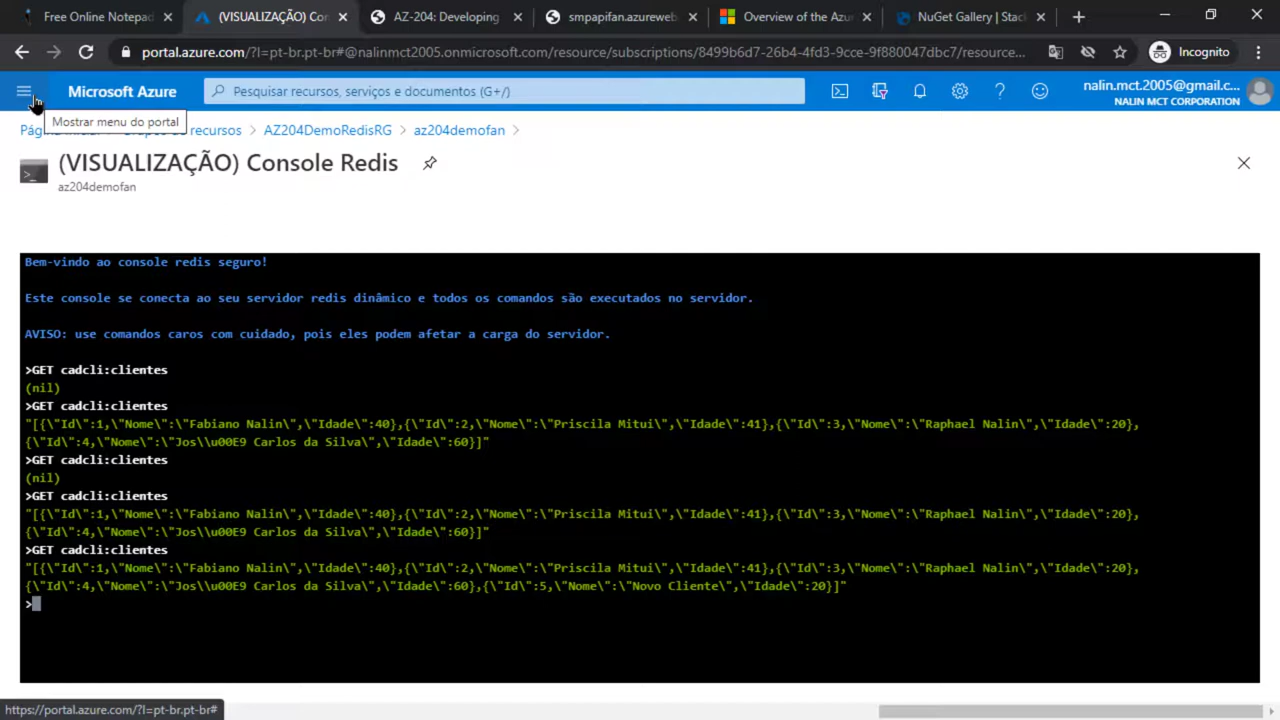 Free Online Notepad
(VISUALIZAÇÃO) Con
AZ-204: Developing
smpapifan.azureweb
Overview of the Azu
NuGet Gallery | Stack
portal.azure.com/?l=pt-br.pt-br#@nalinmct2005.onmicrosoft.com/resource/subscriptions/8499b6d7-26b4-4fd3-9cce-9f880047dbc7/resource...
Incognito
Microsoft Azure
Pesquisar recursos, serviços e documentos (G+/)
nalin.mct.2005@gmail.c...
NALIN MCT CORPORATION
Mostrar menu do portal
recursos > AZ204DemoRedisRG > az204demofan >
(VISUALIZAÇÃO) Console Redis
az204demofan
Bem-vindo ao console redis seguro!
Este console se conecta ao seu servidor redis dinâmico e todos os comandos são executados no servidor.
AVISO: use comandos caros com cuidado, pois eles podem afetar a carga do servidor.
>GET cadcli:clientes
(nil)
>GET cadcli:clientes
"[{\"Id\":1,\"Nome\":\"Fabiano Nalin\",\"Idade\":40},{\"Id\":2,\"Nome\":\"Priscila Mitui\",\"Idade\":41},{\"Id\":3,\"Nome\":\"Raphael Nalin\",\"Idade\":20},
{\"Id\":4,\"Nome\":\"Jos\\u00E9 Carlos da Silva\",\"Idade\":60}]"
>GET cadcli:clientes
(nil)
>GET cadcli:clientes
"[{\"Id\":1,\"Nome\":\"Fabiano Nalin\",\"Idade\":40},{\"Id\":2,\"Nome\":\"Priscila Mitui\",\"Idade\":41},{\"Id\":3,\"Nome\":\"Raphael Nalin\",\"Idade\":20},
{\"Id\":4,\"Nome\":\"Jos\\u00E9 Carlos da Silva\",\"Idade\":60}]"
>GET cadcli:clientes
"[{\"Id\":1,\"Nome\":\"Fabiano Nalin\",\"Idade\":40},{\"Id\":2,\"Nome\":\"Priscila Mitui\",\"Idade\":41},{\"Id\":3,\"Nome\":\"Raphael Nalin\",\"Idade\":20},
{\"Id\":4,\"Nome\":\"Jos\\u00E9 Carlos da Silva\",\"Idade\":60},{\"Id\":5,\"Nome\":\"Novo Cliente\",\"Idade\":20}]"
>
https://portal.azure.com/?l=pt-br.pt-br#